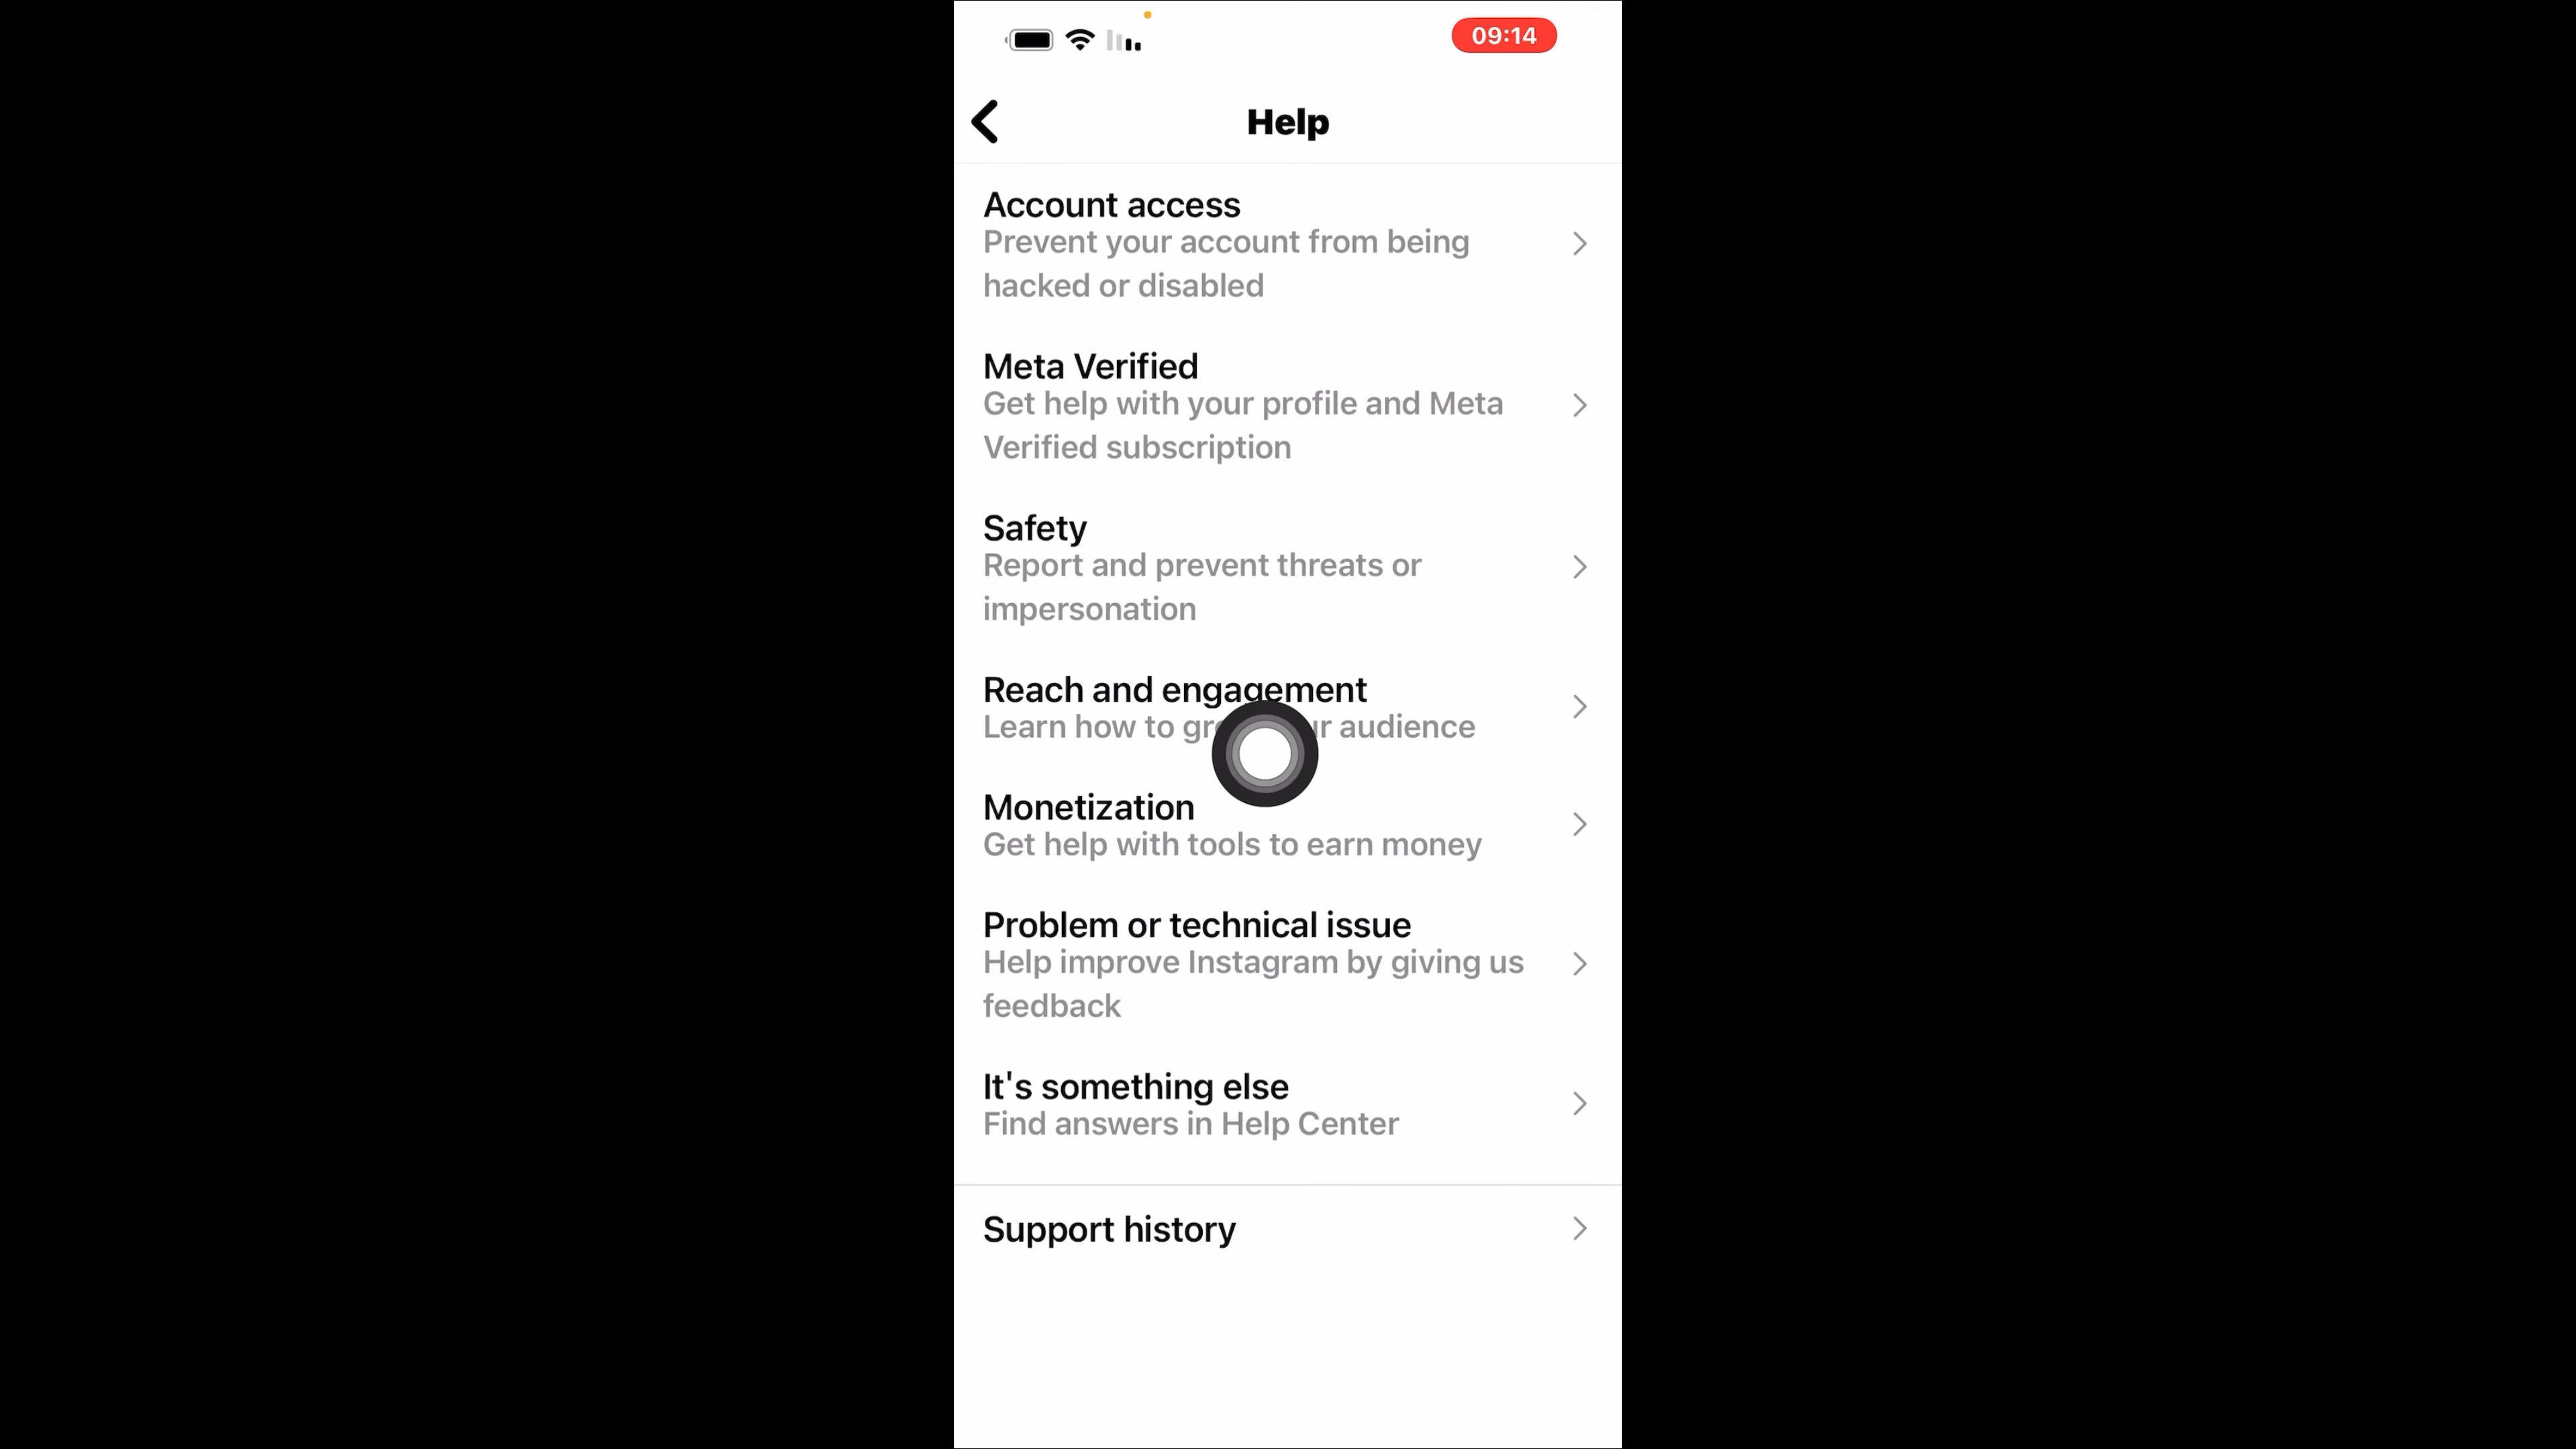 09:14
Help
Account access
Prevent your account from being
hacked or disabled
Meta Verified
Get help with your profile and Meta
Verified subscription
Safety
Report and prevent threats or
impersonation
Reach and engagement
Learn how to audience
Monetization
Get help with tools to earn money
Problem or technical issue
Help improve Instagram by giving us
feedback
It's something else
Find answers in Help Center
Support history